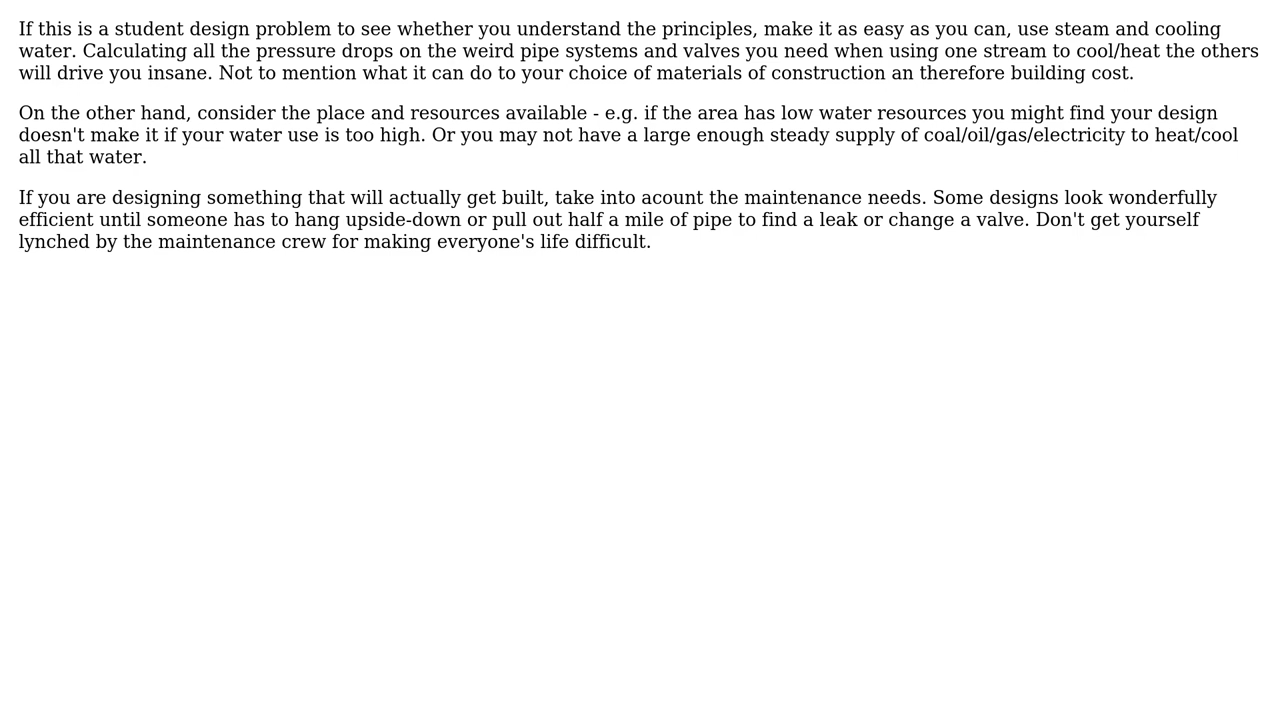 If this is a student design problem to see whether you understand the principles, make it as easy as you can, use steam and cooling
water. Calculating all the pressure drops on the weird pipe systems and valves you need when using one stream to cool/heat the others
will drive you insane. Not to mention what it can do to your choice of materials of construction an therefore building cost.
On the other hand, consider the place and resources available - e.g. if the area has low water resources you might find your design
doesn't make it if your water use is too high. Or you may not have a large enough steady supply of coal/oil/gas/electricity to heat/cool
all that water.
If you are designing something that will actually get built, take into acount the maintenance needs. Some designs look wonderfully
efficient until someone has to hang upside-down or pull out half a mile of pipe to find a leak or change a valve. Don't get yourself
lynched by the maintenance crew for making everyone's life difficult.